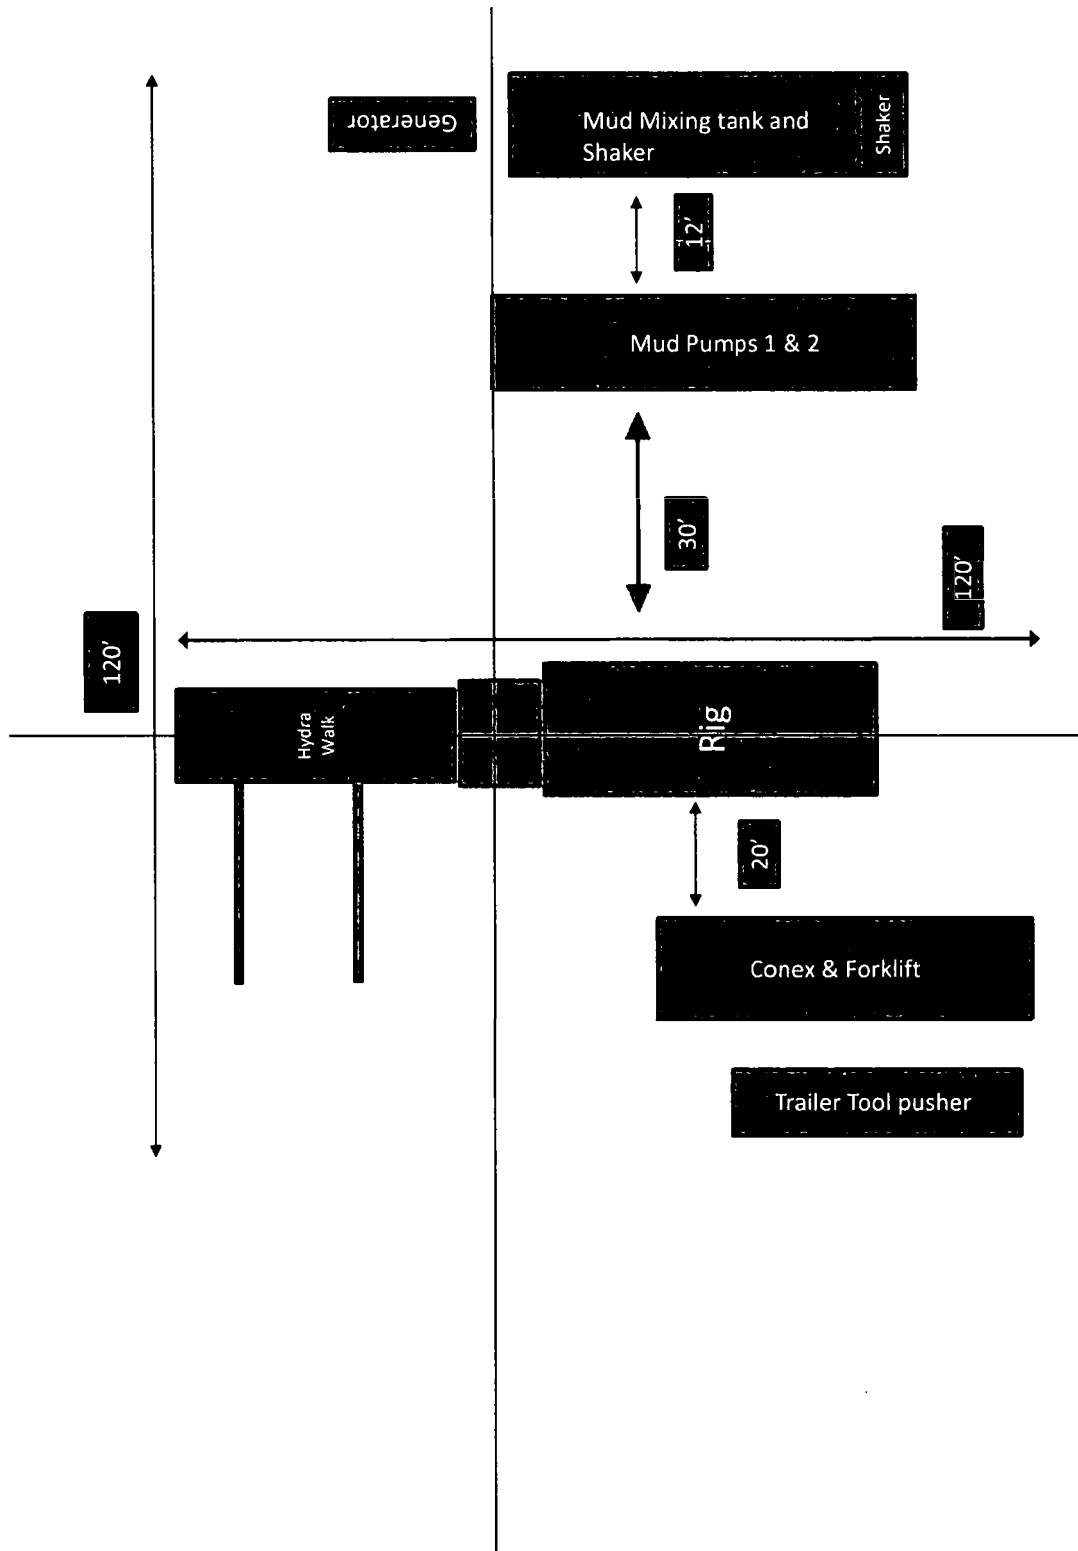 Generator
Mud Mixing tank and
Shaker
Shaker
12′
Mud Pumps 1 & 2
30′
120′
120′
Hydra
Walk
Rig
20′
Conex & Forklift
Trailer Tool pusher